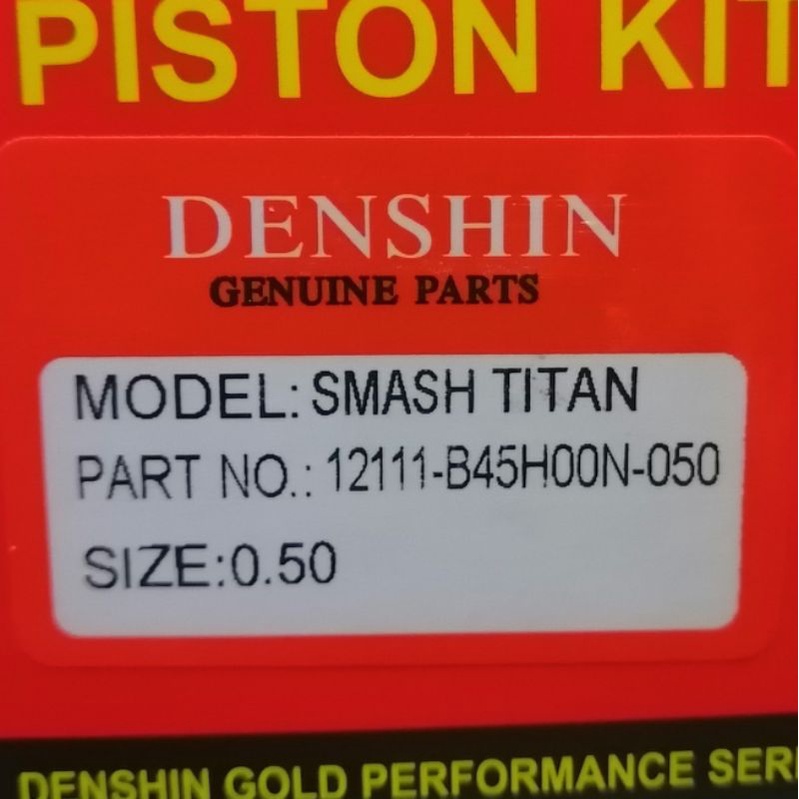 PISTON KIT
DENSHIN
GENUINE PARTS
MODEL: SMASH TITAN
PART NO.: 12111-B45H00N-050
SIZE:0.50
DENSHIN GOLD PERFORMANCE